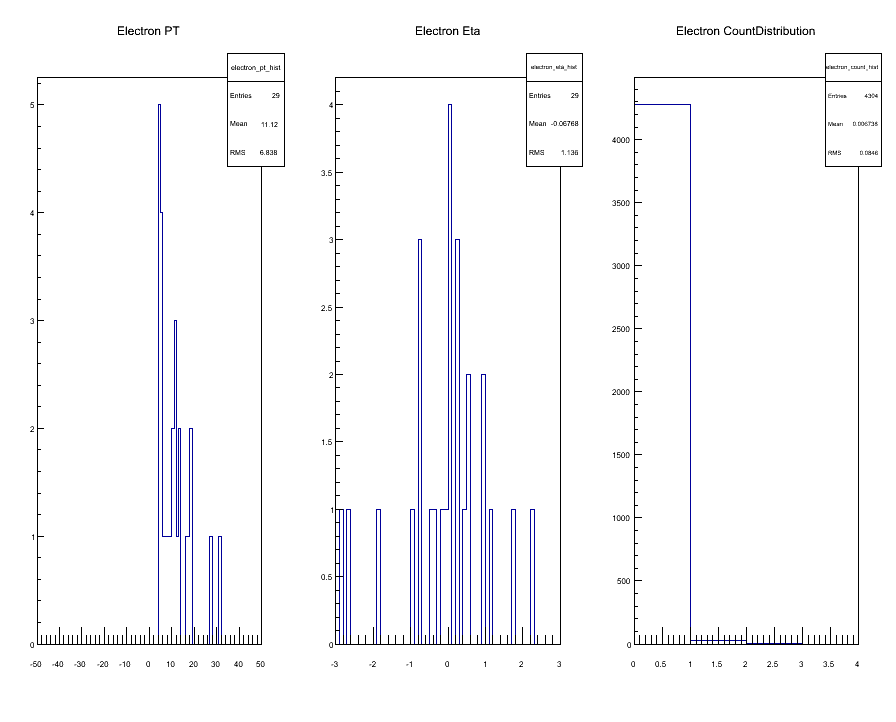 Electron PT
electron_pt_hist
Entries 29
Mean 11.12
RMS 6.838
5
4
3
2
1
0
-50 -40 -30 -20 -10 0 10 20 30 40 50
Electron Eta
electron_eta_hist
Entries 29
Mean -0.06768
RMS 1.136
4
3.5
3
2.5
2
1.5
1
0.5
0
-3 -2 -1 0 1 2 3
Electron CountDistribution
electron_count_hist
Entries 4304
Mean 0.006738
RMS 0.0846
4000
3500
3000
2500
2000
1500
1000
500
0
0 0.5 1 1.5 2 2.5 3 3.5 4